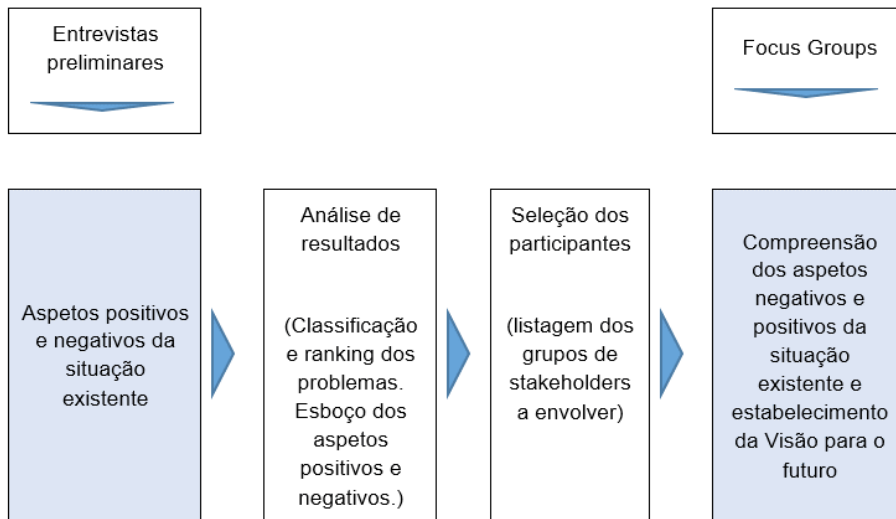 Entrevistas
preliminares
Focus Groups
Aspetos positivos
e negativos da
situação
existente
Análise de
resultados
(Classificação
e ranking dos
problemas.
Esboço dos
aspetos
positivos e
negativos.)
Seleção dos
participantes
(listagem dos
grupos de
stakeholders
a envolver)
Compreensão
dos aspetos
negativos e
positivos da
situação
existente e
estabelecimento
da Visão para o
futuro